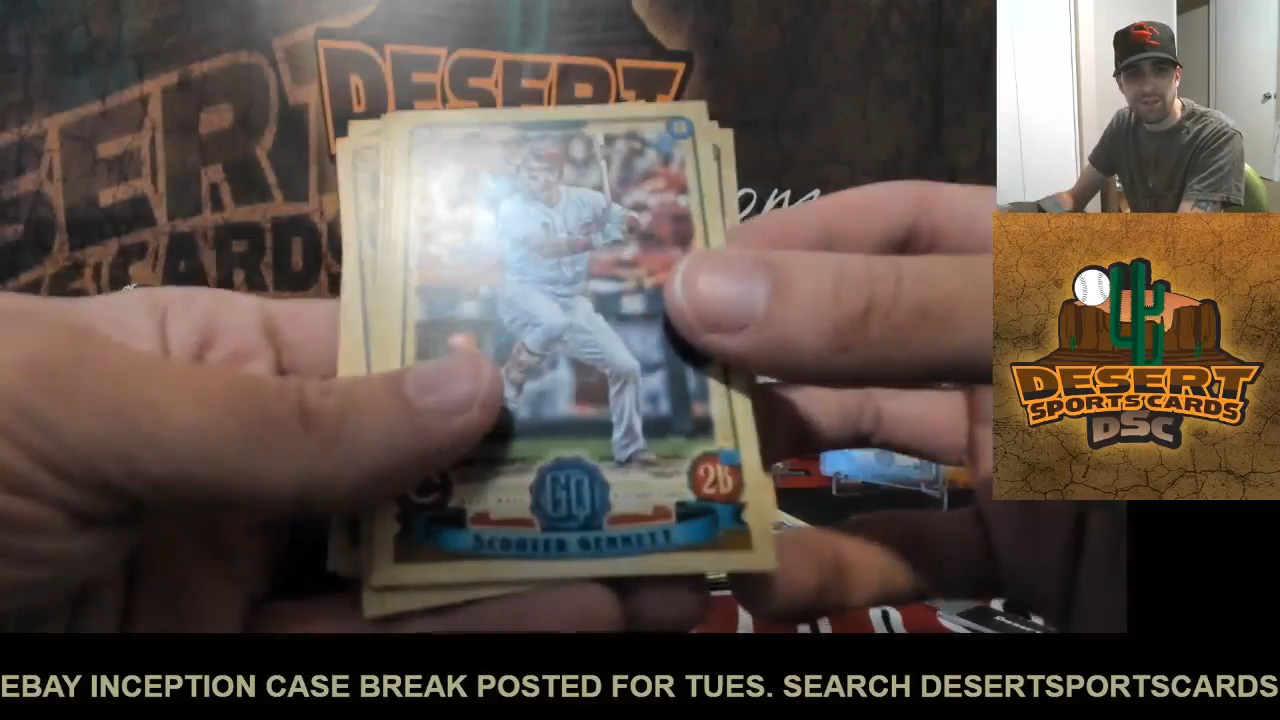 DESERT
CARDS
GQ
2B
SCOOTER GENNETT
DESERT
SPORTS CARDS
DSC
EBAY INCEPTION CASE BREAK POSTED FOR TUES. SEARCH DESERTSPORTSCARDS